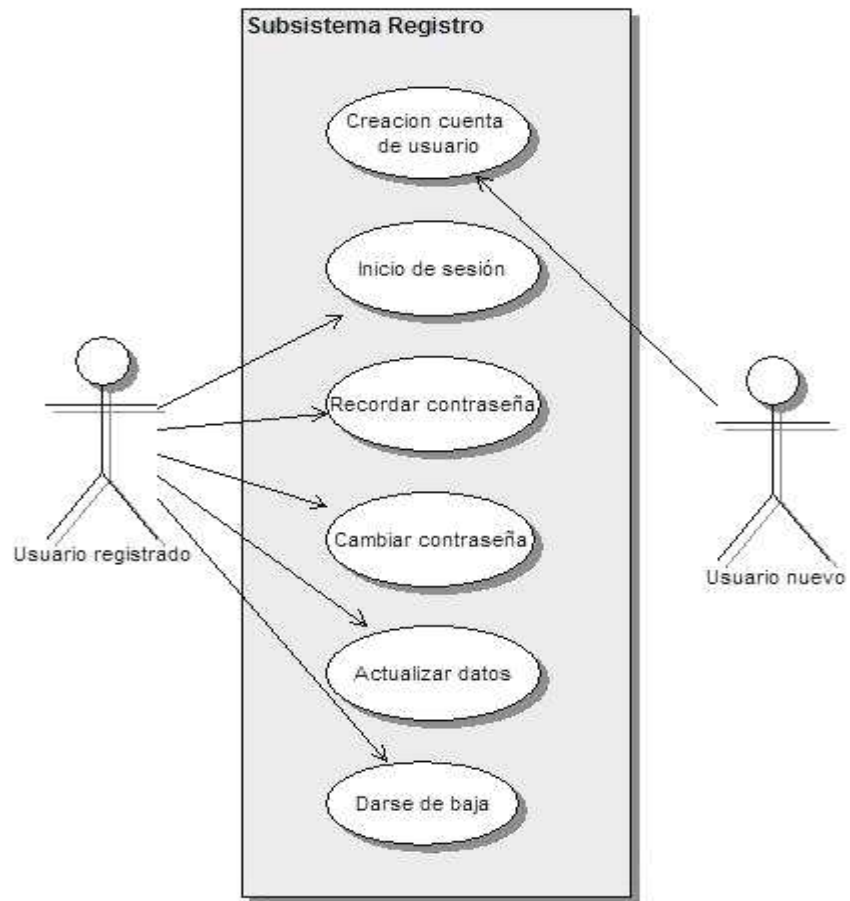 Subsistema Registro
Creacion cuenta
de usuario
Inicio de sesión
Recordar contraseña
Cambiar contraseña
Usuario registrado
Usuario nuevo
Actualizar datos
Darse de baja